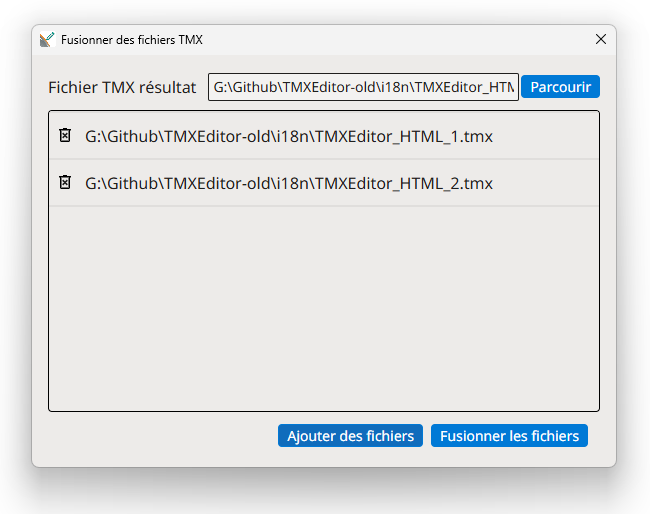 Fusionner des fichiers TMX
Fichier TMX résultat G:\Github\TMXEditor-old\i18n\TMXEditor_HTM Parcourir
G:\Github\TMXEditor-old\i18n\TMXEditor_HTML_1.tmx
G:\Github\TMXEditor-old\i18n\TMXEditor_HTML_2.tmx
Ajouter des fichiers Fusionner les fichiers